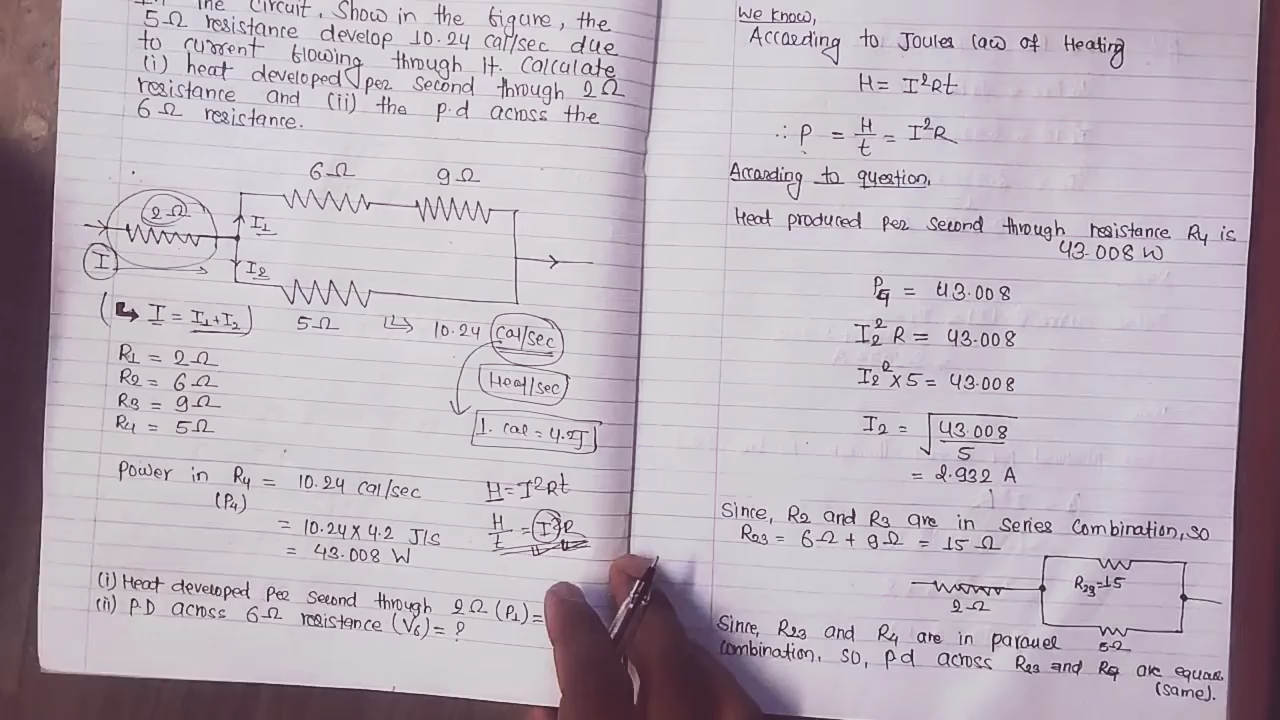 the circuit. Show in the figure, the
5Ω resistance develop 10.24 cal/sec due
to current flowing through it. Calculate
(i) heat developed per second through 2Ω
resistance and (ii) the p.d across the
6Ω resistance.
6Ω 9Ω
2Ω
I₁
I
I₂
(↳ I = I₁+I₂)
5Ω ↳ 10.24 cal/sec
Heat/sec
1. cal = 4.2J
R1 = 2Ω
R2 = 6Ω
R3 = 9Ω
R4 = 5Ω
Power in R4 = 10.24 cal/sec
(P4)
= 10.24 x 4.2 J/S
= 43.008 W
H = I²Rt
H/t = I²R
(i) Heat developed per second through 2Ω (P1) =
(ii) P.D across 6Ω resistance (V6) = ?
We know,
According to Joules law of Heating
H = I²Rt
∴ P = H/t = I²R
According to question,
Heat produced per second through resistance R4 is
43.008 W
P4 = 43.008
I₂² R = 43.008
I₂² x 5 = 43.008
I₂ = √43.008/5
= 2.932 A
Since, R2 and R3 are in series combination, so
R23 = 6Ω + 9Ω = 15Ω
R23=15
2Ω
5Ω
Since, R23 and R4 are in parallel
combination, so, pd across R23 and R4 are equal
(same).